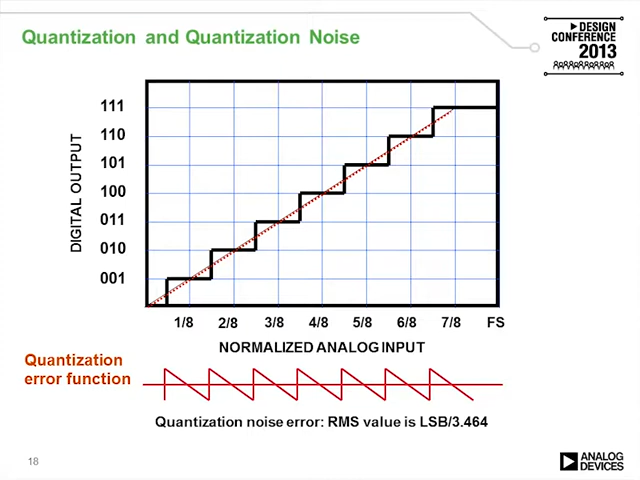 Quantization and Quantization Noise
DESIGN
CONFERENCE
2013
DIGITAL OUTPUT
111
110
101
100
011
010
001
1/8 2/8 3/8 4/8 5/8 6/8 7/8 FS
NORMALIZED ANALOG INPUT
Quantization
error function
Quantization noise error: RMS value is LSB/3.464
18
ANALOG
DEVICES